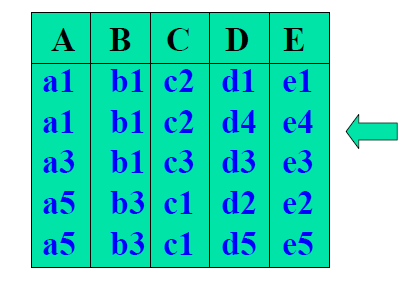 A B C D E
a1 b1 c2 d1 e1
a1 b1 c2 d4 e4
a3 b1 c3 d3 e3
a5 b3 c1 d2 e2
a5 b3 c1 d5 e5